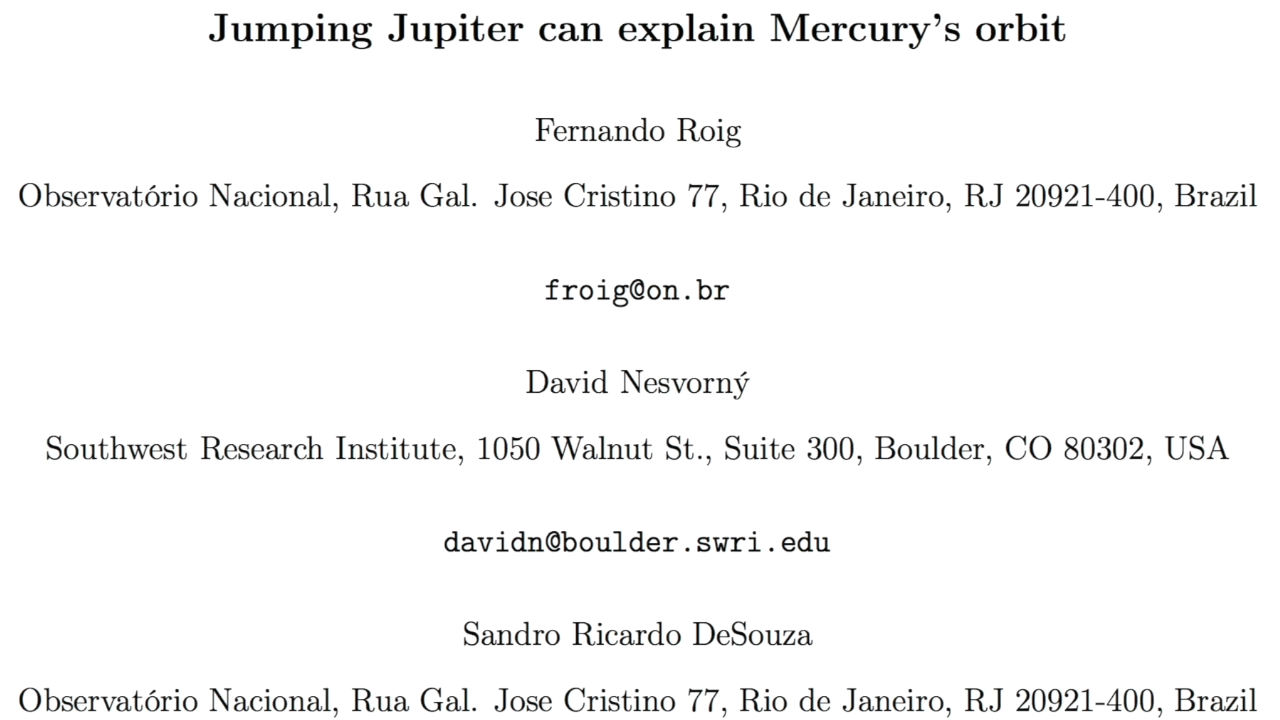 Jumping Jupiter can explain Mercury's orbit
Fernando Roig
Observatório Nacional, Rua Gal. Jose Cristino 77, Rio de Janeiro, RJ 20921-400, Brazil
froig@on.br
David Nesvorný
Southwest Research Institute, 1050 Walnut St., Suite 300, Boulder, CO 80302, USA
davidn@boulder.swri.edu
Sandro Ricardo DeSouza
Observatório Nacional, Rua Gal. Jose Cristino 77, Rio de Janeiro, RJ 20921-400, Brazil